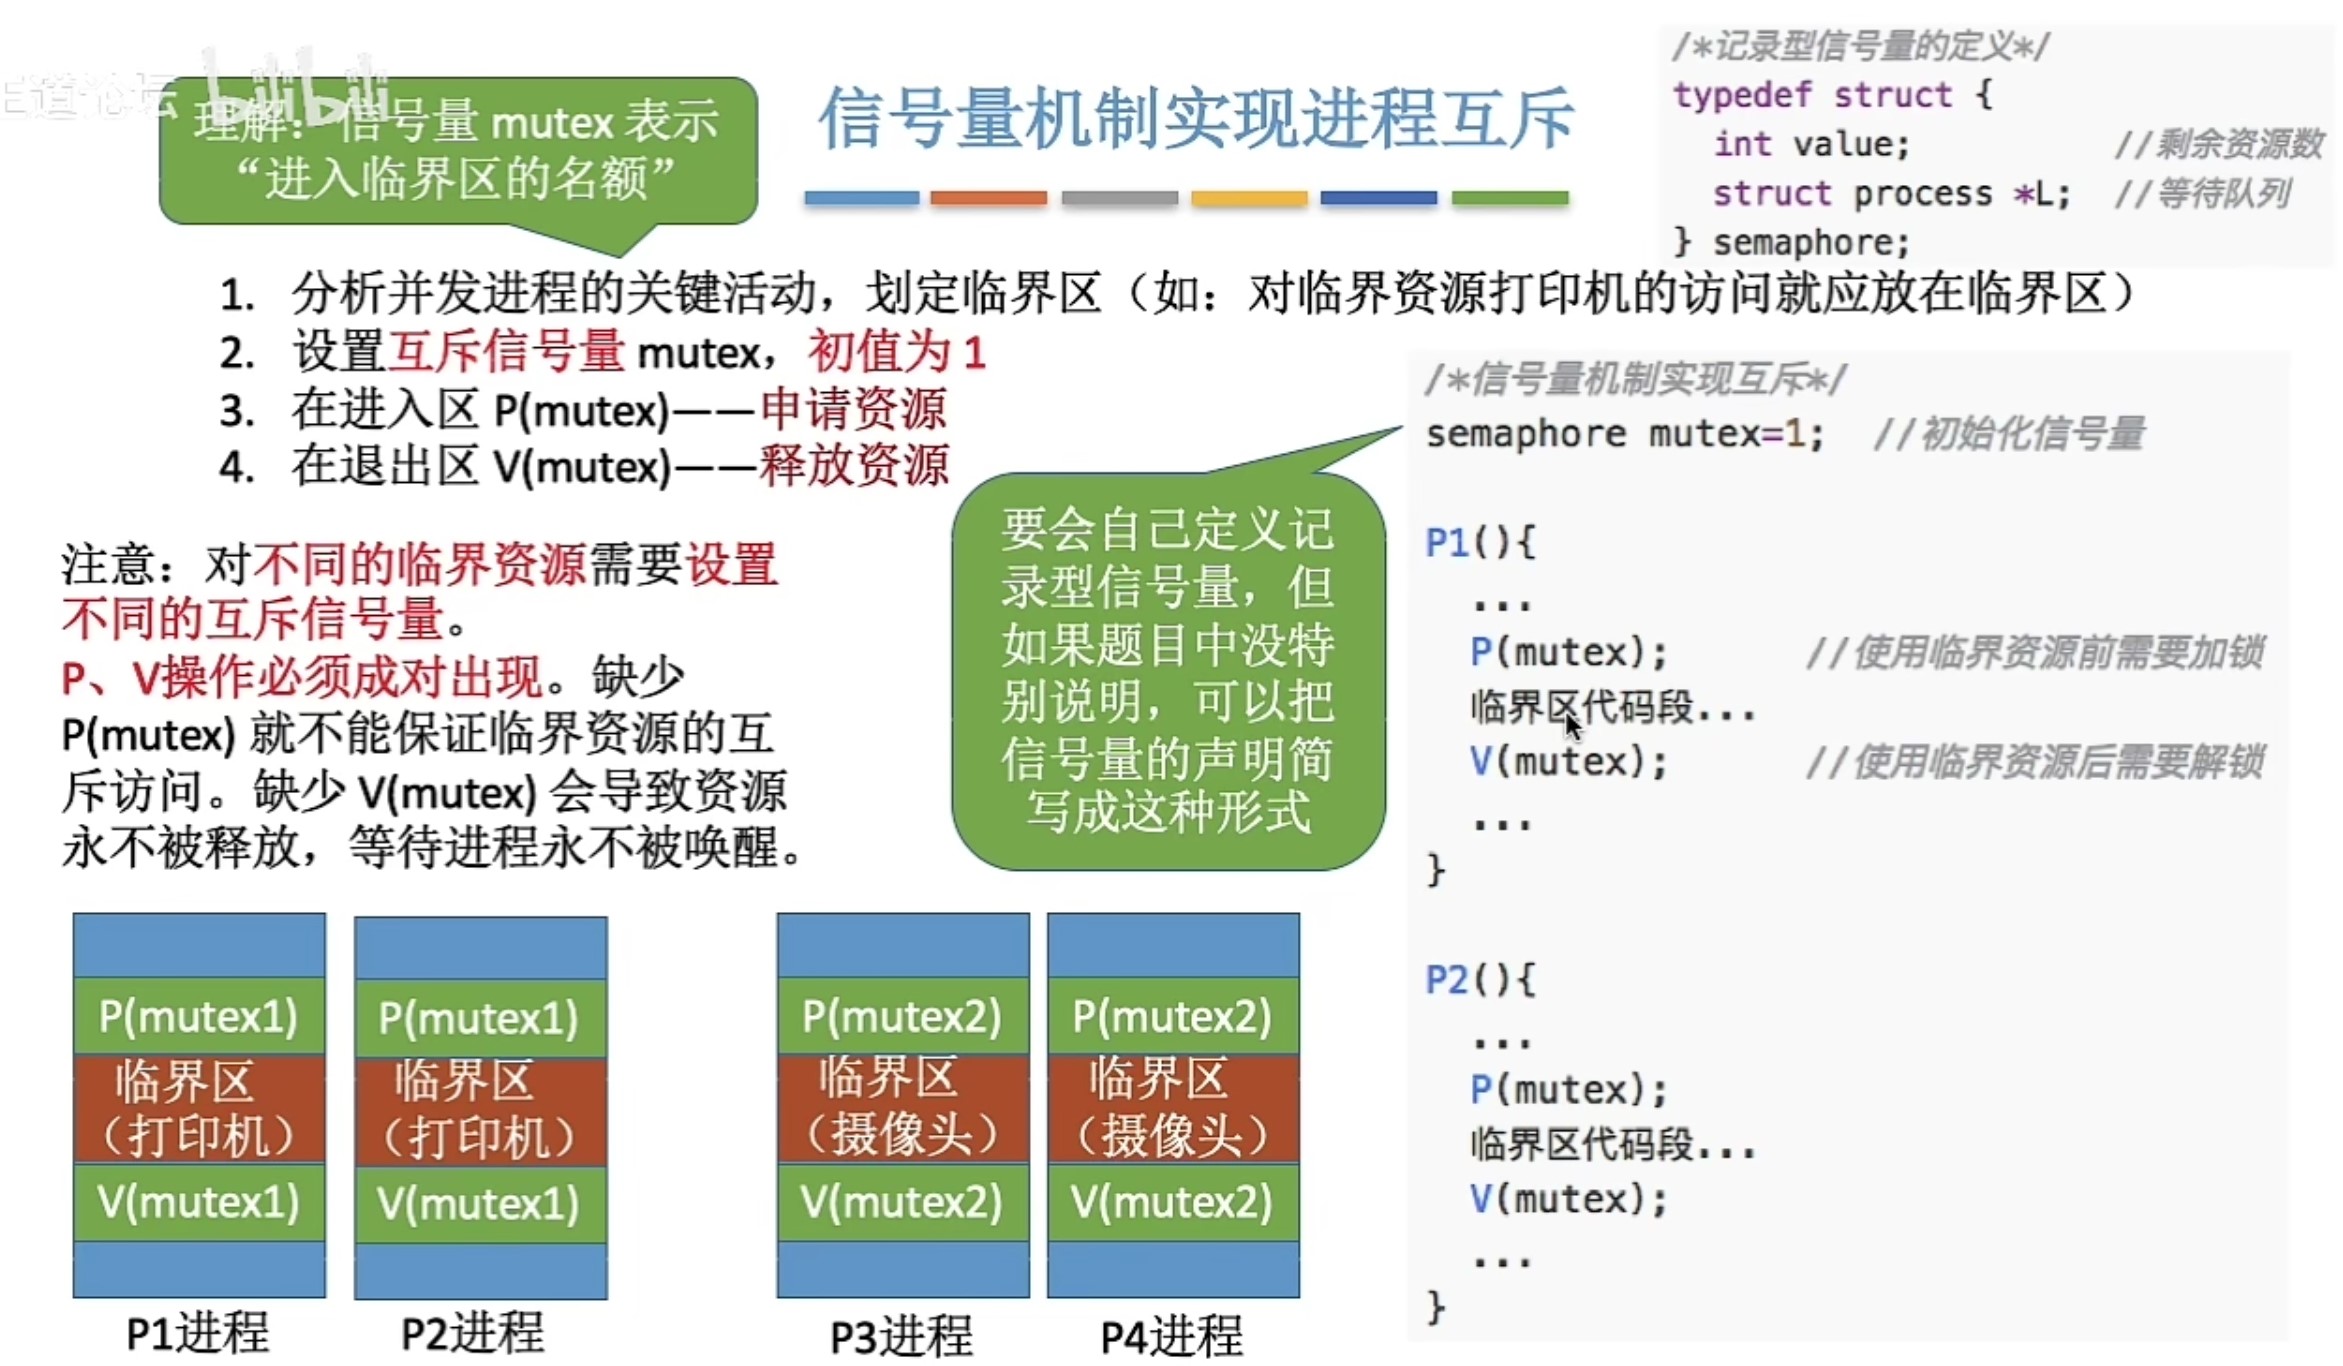 王道论坛 bilibili
理解：信号量 mutex 表示
“进入临界区的名额”
信号量机制实现进程互斥
/*记录型信号量的定义*/
typedef struct {
int value; //剩余资源数
struct process *L; //等待队列
} semaphore;
1. 分析并发进程的关键活动，划定临界区（如：对临界资源打印机的访问就应放在临界区）
2. 设置互斥信号量 mutex，初值为 1
3. 在进入区 P(mutex)——申请资源
4. 在退出区 V(mutex)——释放资源
注意：对不同的临界资源需要设置
不同的互斥信号量。
P、V操作必须成对出现。缺少
P(mutex) 就不能保证临界资源的互
斥访问。缺少 V(mutex) 会导致资源
永不被释放，等待进程永不被唤醒。
要会自己定义记
录型信号量，但
如果题目中没特
别说明，可以把
信号量的声明简
写成这种形式
/*信号量机制实现互斥*/
semaphore mutex=1; //初始化信号量
P1(){
...
P(mutex); //使用临界资源前需要加锁
临界区代码段...
V(mutex); //使用临界资源后需要解锁
...
}
P2(){
...
P(mutex);
临界区代码段...
V(mutex);
...
}
P(mutex1)
临界区
（打印机）
V(mutex1)
P1进程
P(mutex1)
临界区
（打印机）
V(mutex1)
P2进程
P(mutex2)
临界区
（摄像头）
V(mutex2)
P3进程
P(mutex2)
临界区
（摄像头）
V(mutex2)
P4进程